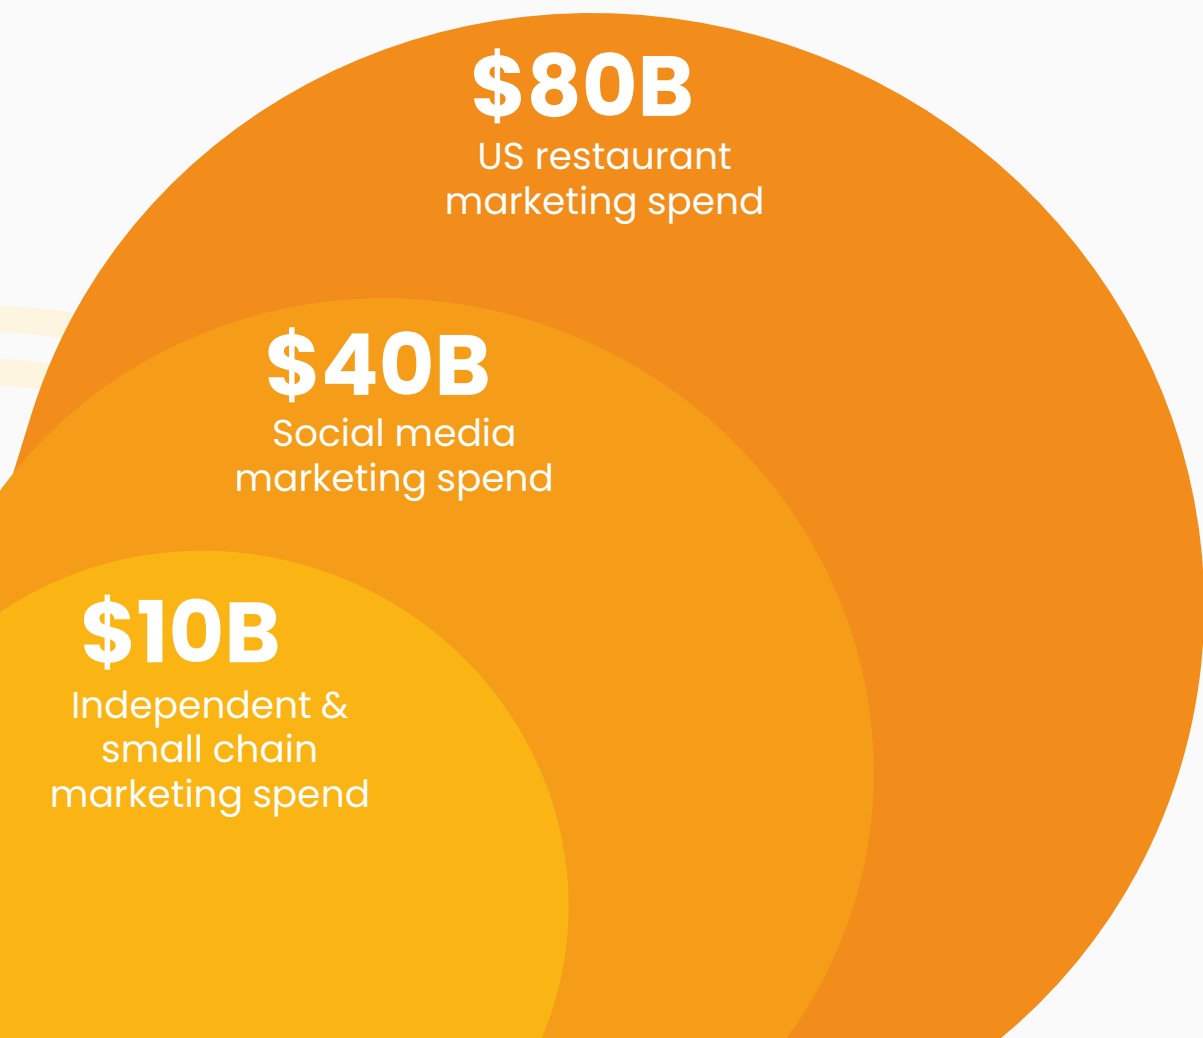 $80B
US restaurant
marketing spend
$40B
Social media
marketing spend
$10B
Independent &
small chain
marketing spend